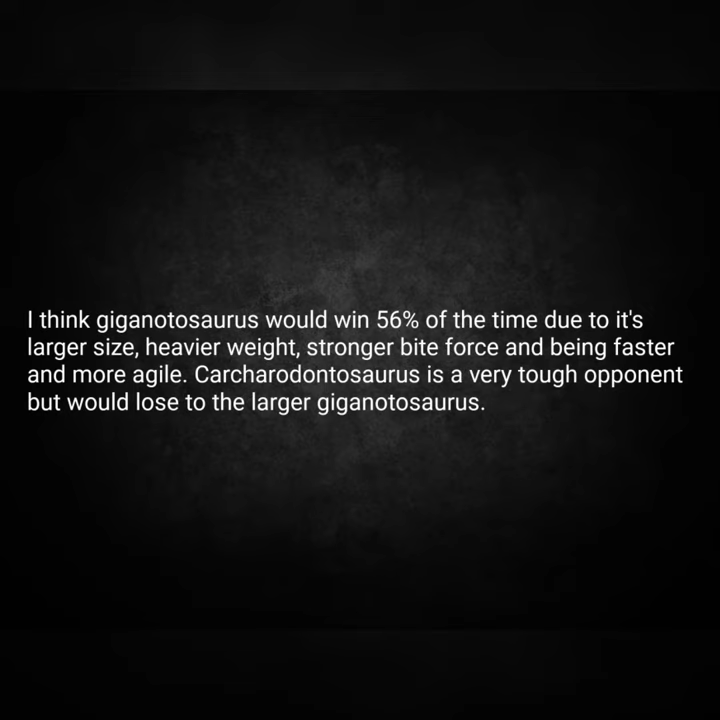 I think giganotosaurus would win 56% of the time due to it's
larger size, heavier weight, stronger bite force and being faster
and more agile. Carcharodontosaurus is a very tough opponent
but would lose to the larger giganotosaurus.